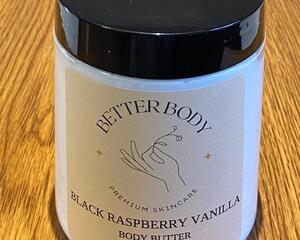 BETTER BODY
PREMIUM SKINCARE
BLACK RASPBERRY VANILLA
BODY BUTTER